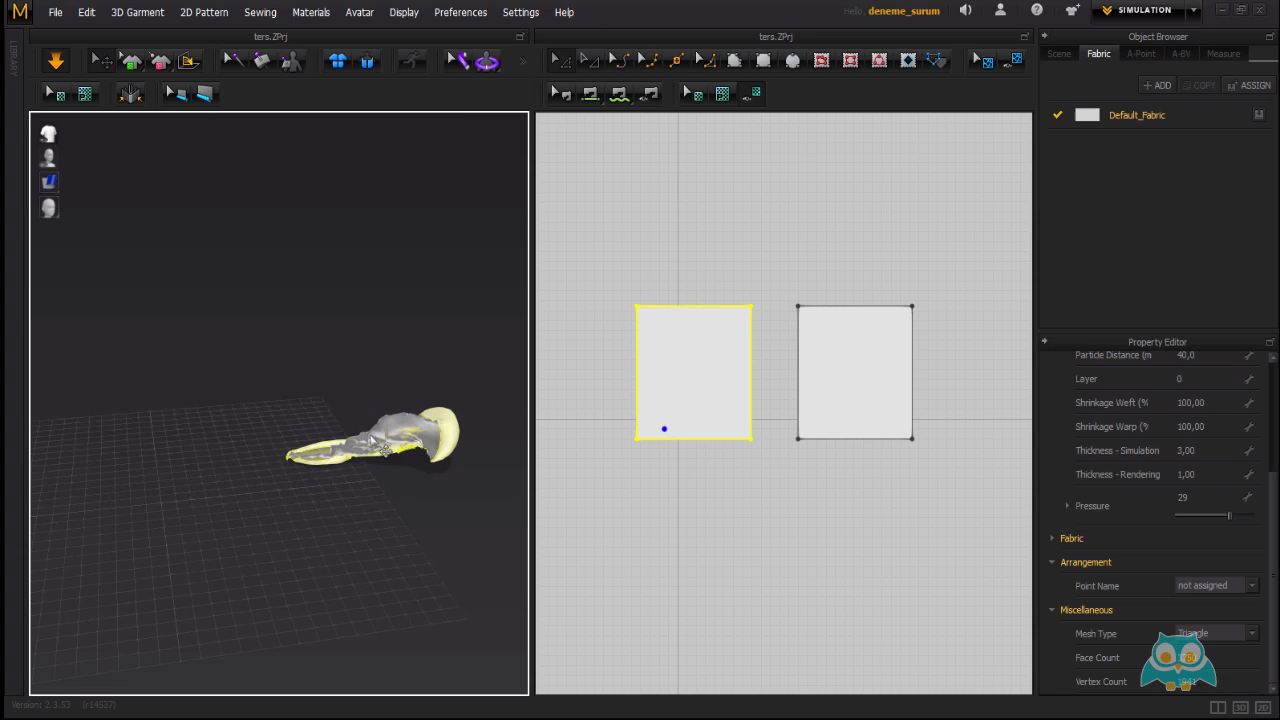 M File Edit 3D Garment 2D Pattern Sewing Materials Avatar Display Preferences Settings Help Hello, deneme_surum SIMULATION
LIBRARY
ters.ZPrj ters.ZPrj Object Browser
Scene Fabric A-Point A-BV Measure
ADD COPY ASSIGN
Default_Fabric
Property Editor
Particle Distance (m 40,0
Layer 0
Shrinkage Weft (% 100,00
Shrinkage Warp (% 100,00
Thickness - Simulation 3,00
Thickness - Rendering 1,00
Pressure 29
Fabric
Arrangement
Point Name not assigned
Miscellaneous
Mesh Type Triangle
Face Count
Vertex Count
Version: 2.3.53 (r14537) 3D 2D